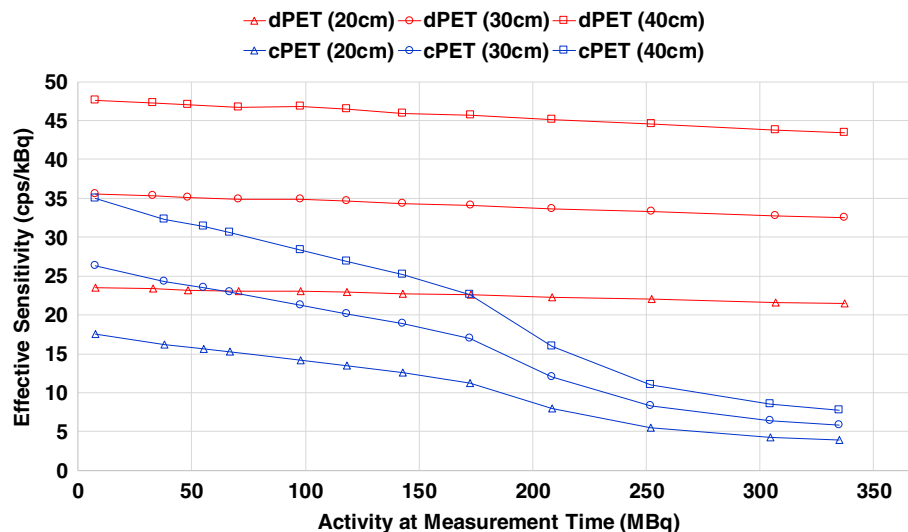 dPET (20cm) dPET (30cm) dPET (40cm)
cPET (20cm) cPET (30cm) cPET (40cm)
50
45
40
35
30
25
20
15
10
5
0
Effective Sensitivity (cps/kBq)
0 50 100 150 200 250 300 350
Activity at Measurement Time (MBq)